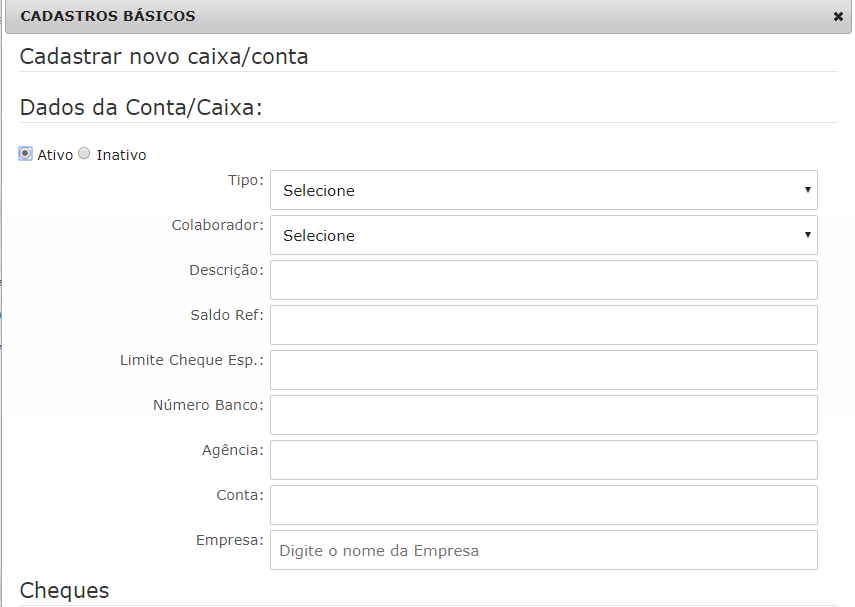 CADASTROS BÁSICOS
Cadastrar novo caixa/conta
Dados da Conta/Caixa:
Ativo Inativo
Tipo: Selecione
Colaborador: Selecione
Descrição:
Saldo Ref:
Limite Cheque Esp.:
Número Banco:
Agência:
Conta:
Empresa: Digite o nome da Empresa
Cheques